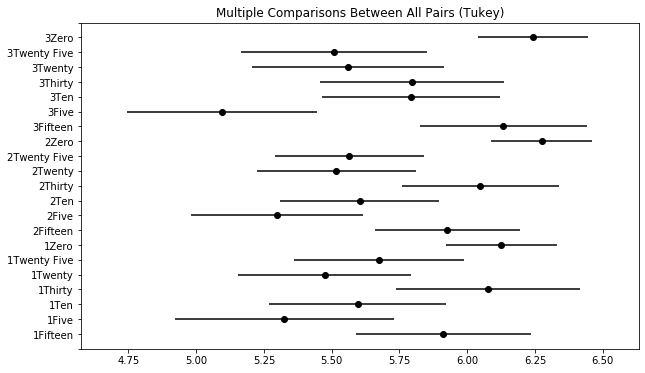 Multiple Comparisons Between All Pairs (Tukey)
3Zero
3Twenty Five
3Twenty
3Thirty
3Ten
3Five
3Fifteen
2Zero
2Twenty Five
2Twenty
2Thirty
2Ten
2Five
2Fifteen
1Zero
1Twenty Five
1Twenty
1Thirty
1Ten
1Five
1Fifteen
4.75 5.00 5.25 5.50 5.75 6.00 6.25 6.50